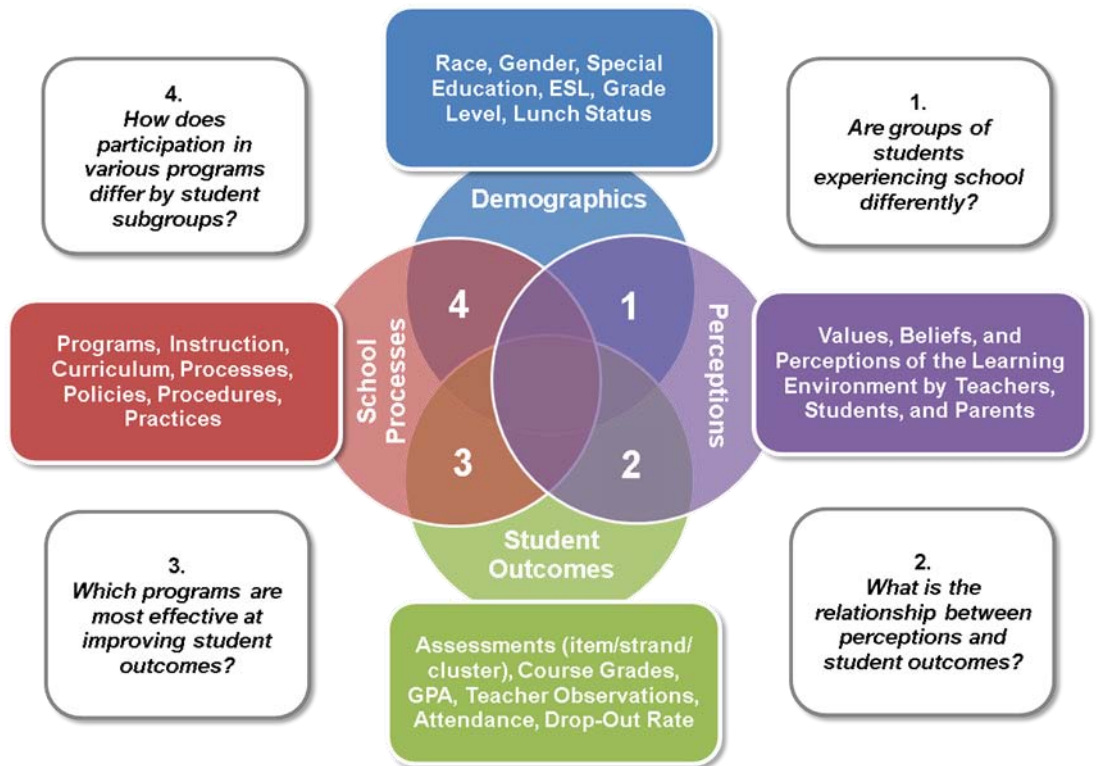 Race, Gender, Special
Education, ESL, Grade
Level, Lunch Status
4.
How does
participation in
various programs
differ by student
subgroups?
1.
Are groups of
students
experiencing school
differently?
Demographics
4
1
School
Processes
Perceptions
Programs, Instruction,
Curriculum, Processes,
Policies, Procedures,
Practices
Values, Beliefs, and
Perceptions of the Learning
Environment by Teachers,
Students, and Parents
3
2
Student
Outcomes
3.
Which programs are
most effective at
improving student
outcomes?
2.
What is the
relationship between
perceptions and
student outcomes?
Assessments (item/strand/
cluster), Course Grades,
GPA, Teacher Observations,
Attendance, Drop-Out Rate